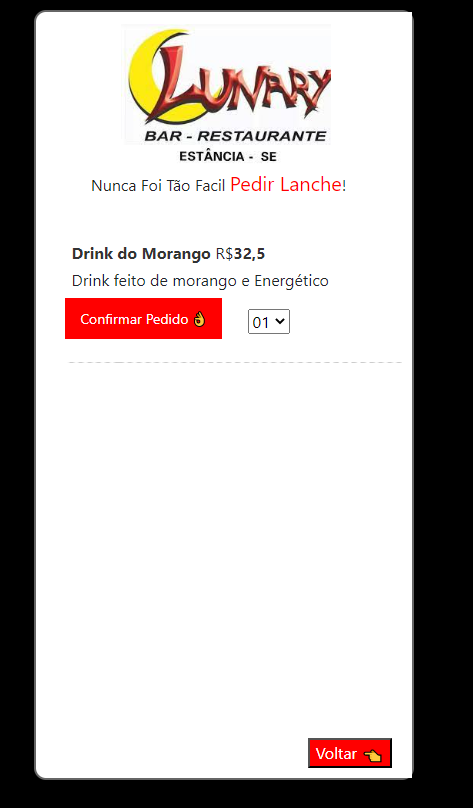 LUNARY
BAR - RESTAURANTE
ESTÂNCIA - SE
Nunca Foi Tão Facil Pedir Lanche!
Drink do Morango R$32,5
Drink feito de morango e Energético
Confirmar Pedido 👌
01
Voltar 👈